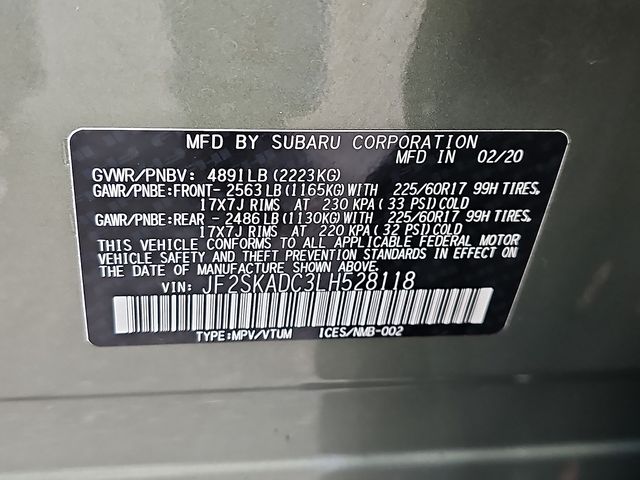 MFD BY SUBARU CORPORATION
MFD IN 02/20
GVWR/PNBV: 4891LB(2223KG)
GAWR/PNBE:FRONT- 2563LB(1165KG)WITH 225/60R17 99H TIRES,
17X7J RIMS AT 230 KPA(33 PSI)COLD
GAWR/PNBE:REAR - 2486LB(1130KG)WITH 225/60R17 99H TIRES,
17X7J RIMS AT 220 KPA(32 PSI)COLD
THIS VEHICLE CONFORMS TO ALL APPLICABLE FEDERAL MOTOR
VEHICLE SAFETY AND THEFT PREVENTION STANDARDS IN EFFECT ON
THE DATE OF MANUFACTURE SHOWN ABOVE.
VIN: JF2SKADC3LH528118
TYPE:MPV/VTUM ICES/NMB-002